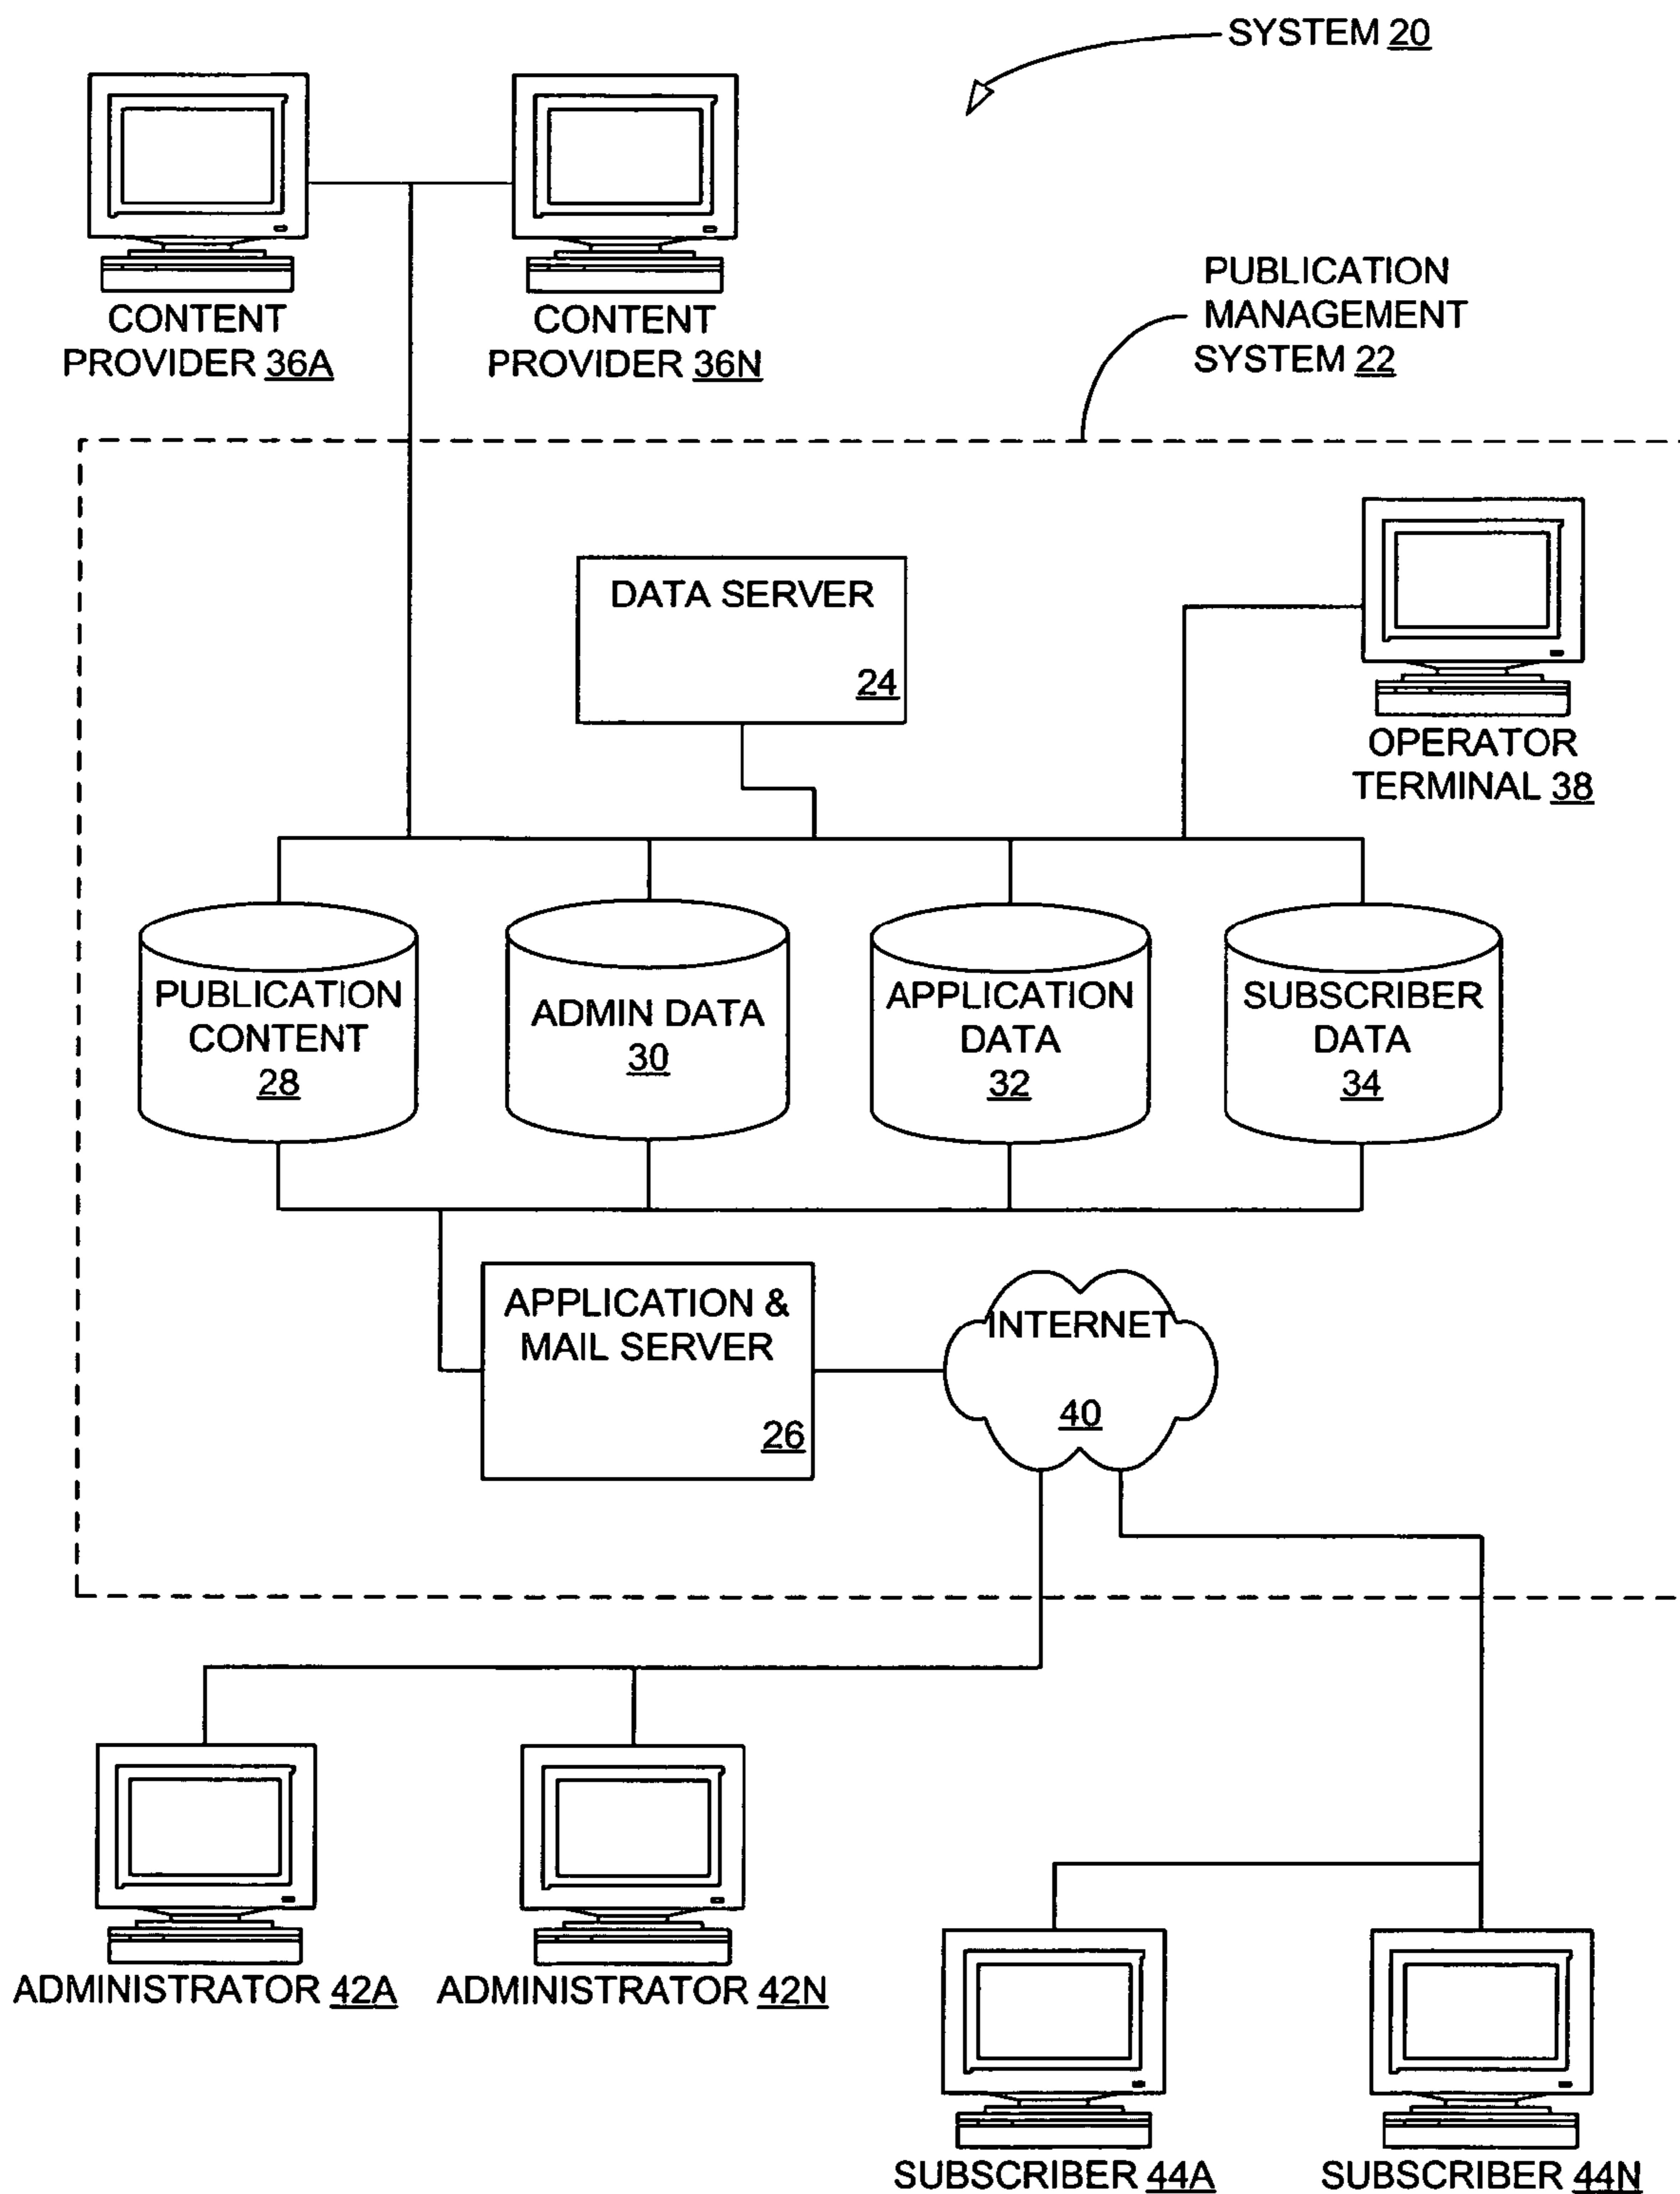 SYSTEM 20
CONTENT
PROVIDER 36A
CONTENT
PROVIDER 36N
PUBLICATION
MANAGEMENT
SYSTEM 22
DATA SERVER
24
OPERATOR
TERMINAL 38
PUBLICATION
CONTENT
28
ADMIN DATA
30
APPLICATION
DATA
32
SUBSCRIBER
DATA
34
APPLICATION &
MAIL SERVER
26
INTERNET
40
ADMINISTRATOR 42A
ADMINISTRATOR 42N
SUBSCRIBER 44A
SUBSCRIBER 44N